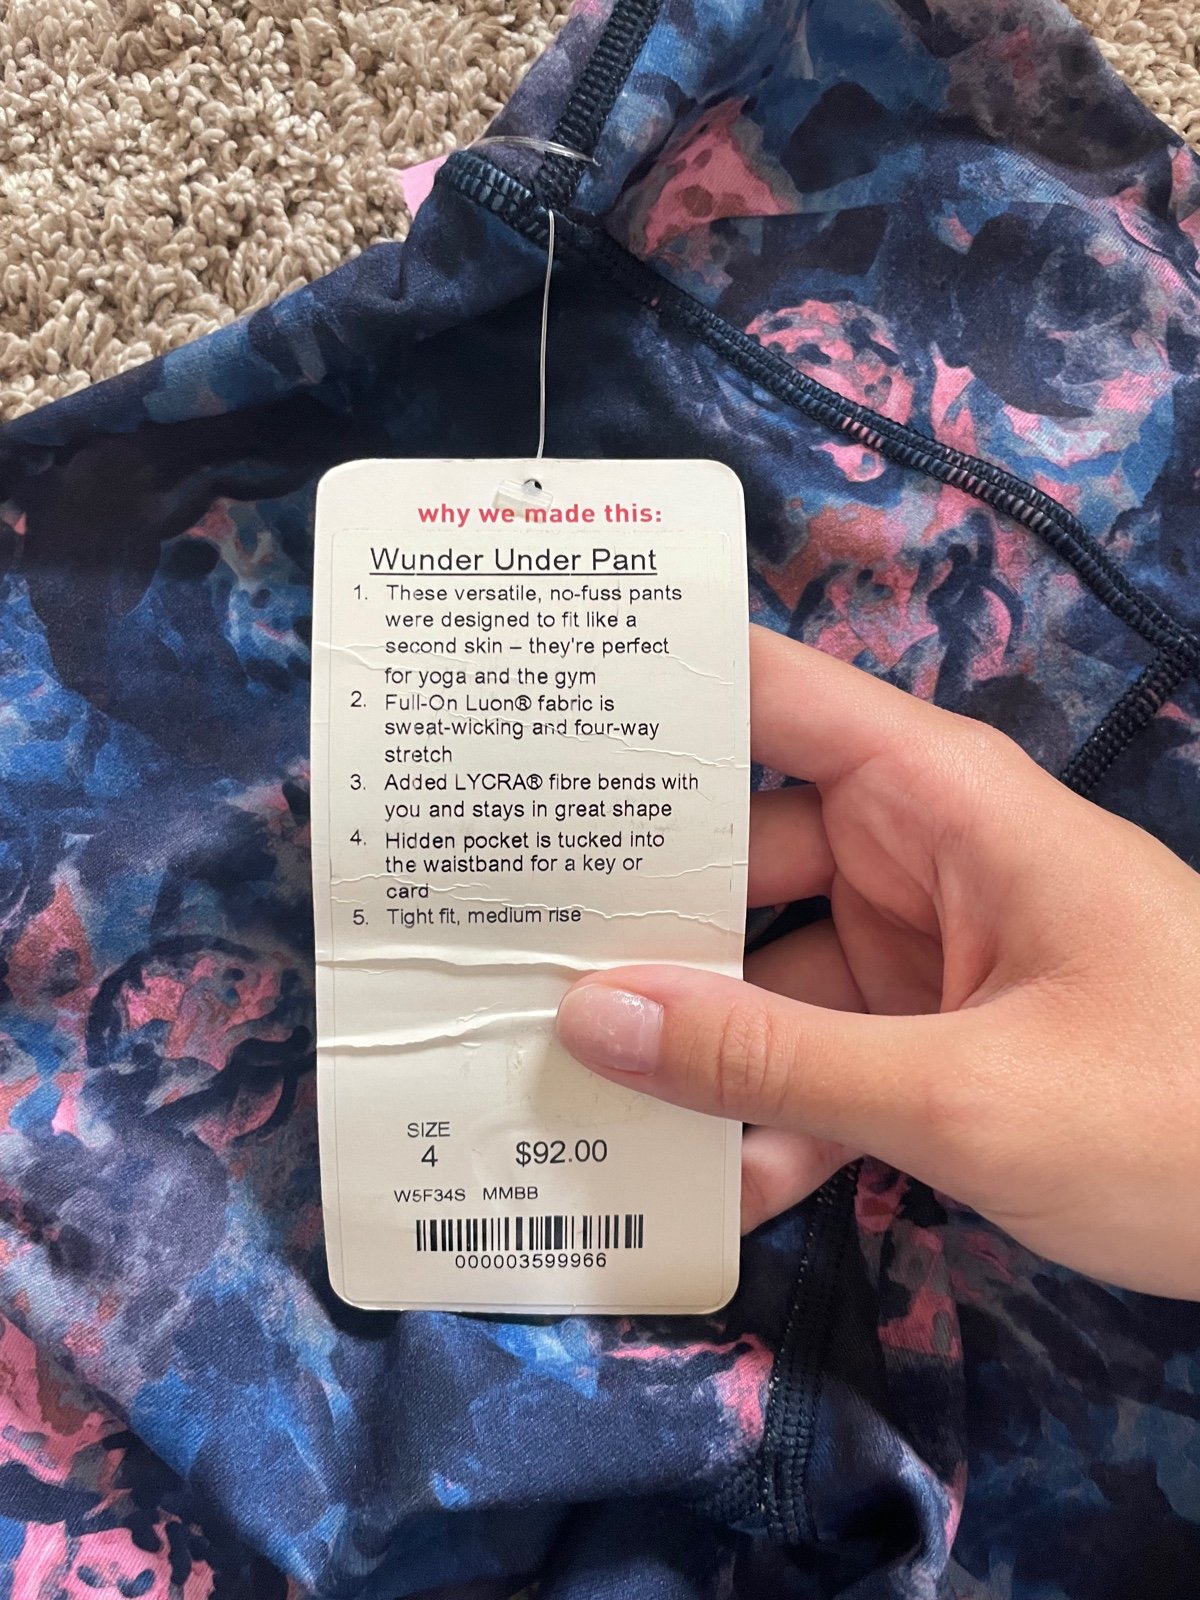 why we made this:
Wunder Under Pant
1. These versatile, no-fuss pants
were designed to fit like a
second skin – they're perfect
for yoga and the gym
2. Full-On Luon® fabric is
sweat-wicking and four-way
stretch
3. Added LYCRA® fibre bends with
you and stays in great shape
4. Hidden pocket is tucked into
the waistband for a key or
card
5. Tight fit, medium rise
SIZE
4 $92.00
W5F34S MMBB
000003599966